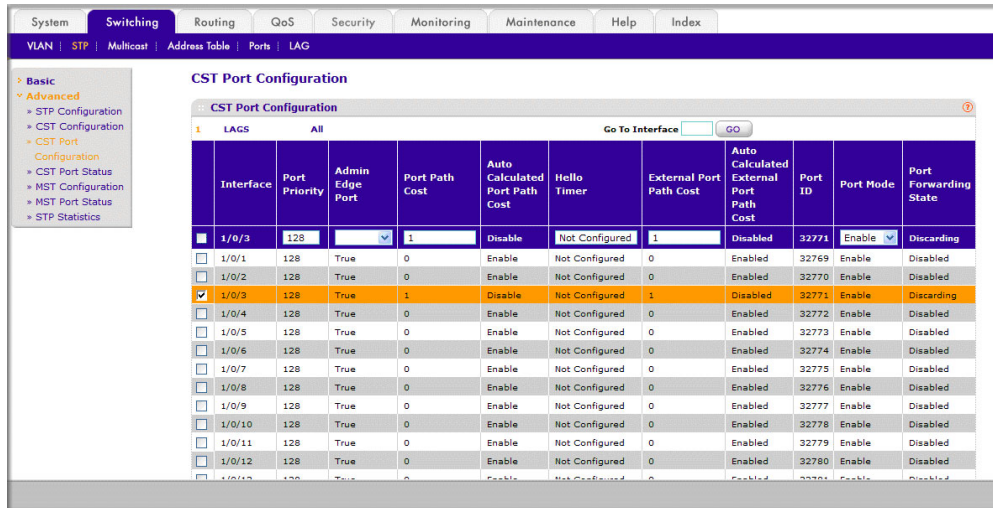 System Switching Routing QoS Security Monitoring Maintenance Help Index
VLAN STP Multicast Address Table Ports LAG
Basic
Advanced
» STP Configuration
» CST Configuration
» CST Port
Configuration
» CST Port Status
» MST Configuration
» MST Port Status
» STP Statistics
CST Port Configuration
CST Port Configuration
1 LAGS All Go To Interface GO
Interface Port Priority Admin Edge Port Port Path Cost Auto Calculated Port Path Cost Hello Timer External Port Path Cost Auto Calculated External Port Path Cost Port ID Port Mode Port Forwarding State
1/0/3 128 1 Disable Not Configured 1 Disabled 32771 Enable Discarding
1/0/1 128 True 0 Enable Not Configured 0 Enabled 32769 Enable Disabled
1/0/2 128 True 0 Enable Not Configured 0 Enabled 32770 Enable Disabled
1/0/3 128 True 1 Disable Not Configured 1 Disabled 32771 Enable Discarding
1/0/4 128 True 0 Enable Not Configured 0 Enabled 32772 Enable Disabled
1/0/5 128 True 0 Enable Not Configured 0 Enabled 32773 Enable Disabled
1/0/6 128 True 0 Enable Not Configured 0 Enabled 32774 Enable Disabled
1/0/7 128 True 0 Enable Not Configured 0 Enabled 32775 Enable Disabled
1/0/8 128 True 0 Enable Not Configured 0 Enabled 32776 Enable Disabled
1/0/9 128 True 0 Enable Not Configured 0 Enabled 32777 Enable Disabled
1/0/10 128 True 0 Enable Not Configured 0 Enabled 32778 Enable Disabled
1/0/11 128 True 0 Enable Not Configured 0 Enabled 32779 Enable Disabled
1/0/12 128 True 0 Enable Not Configured 0 Enabled 32780 Enable Disabled